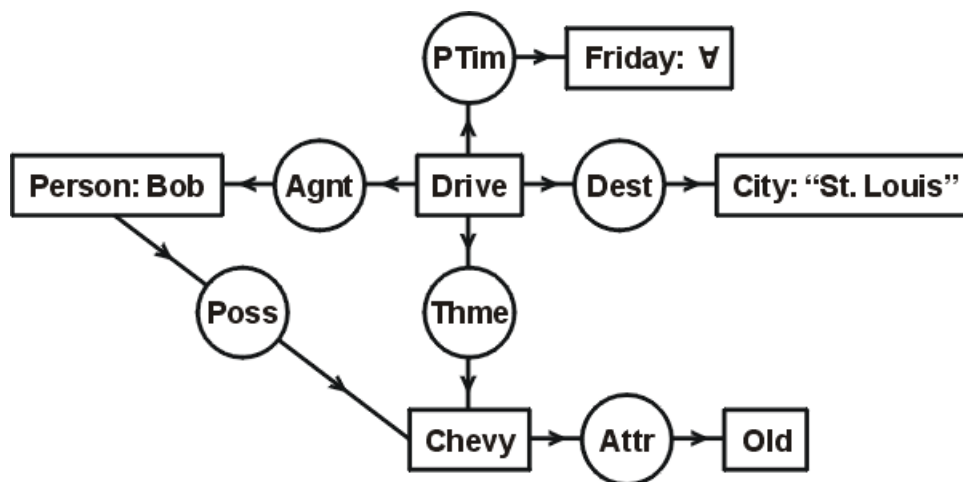 PTim
Friday: ∀
Person: Bob
Agnt
Drive
Dest
City: “St. Louis”
Poss
Thme
Chevy
Attr
Old